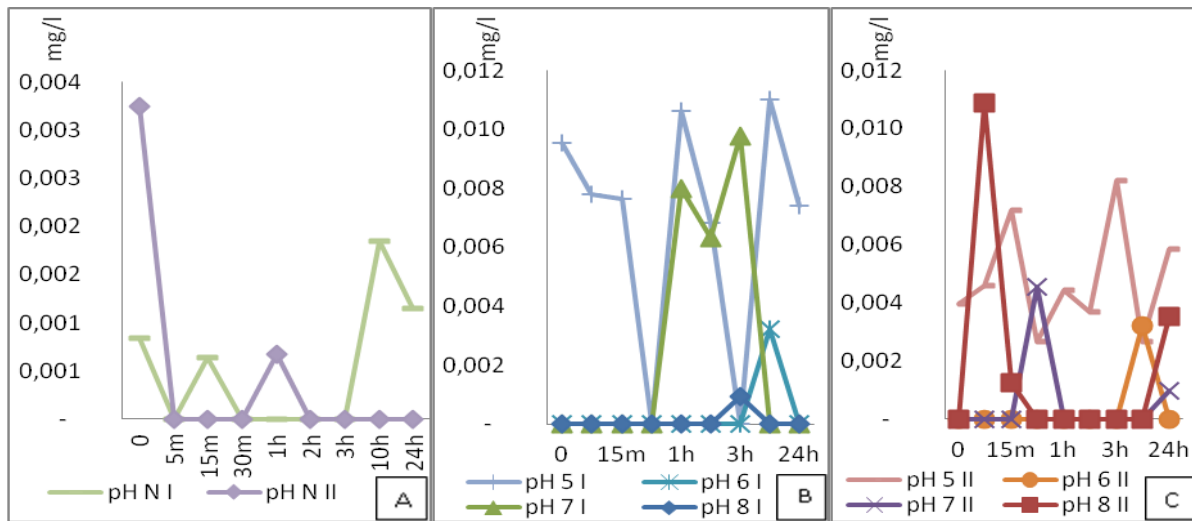 mg/l
0,004
0,003
0,003
0,002
0,002
0,001
0,001
-
0 5m 15m 30m 1h 2h 3h 10h 24h
pH N I pH N II
A
mg/l
0,012
0,010
0,008
0,006
0,004
0,002
-
0 15m 1h 3h 24h
pH 5 I pH 6 I
pH 7 I pH 8 I
B
mg/l
0,012
0,010
0,008
0,006
0,004
0,002
-
0 15m 1h 3h 24h
pH 5 II pH 6 II
pH 7 II pH 8 II
C